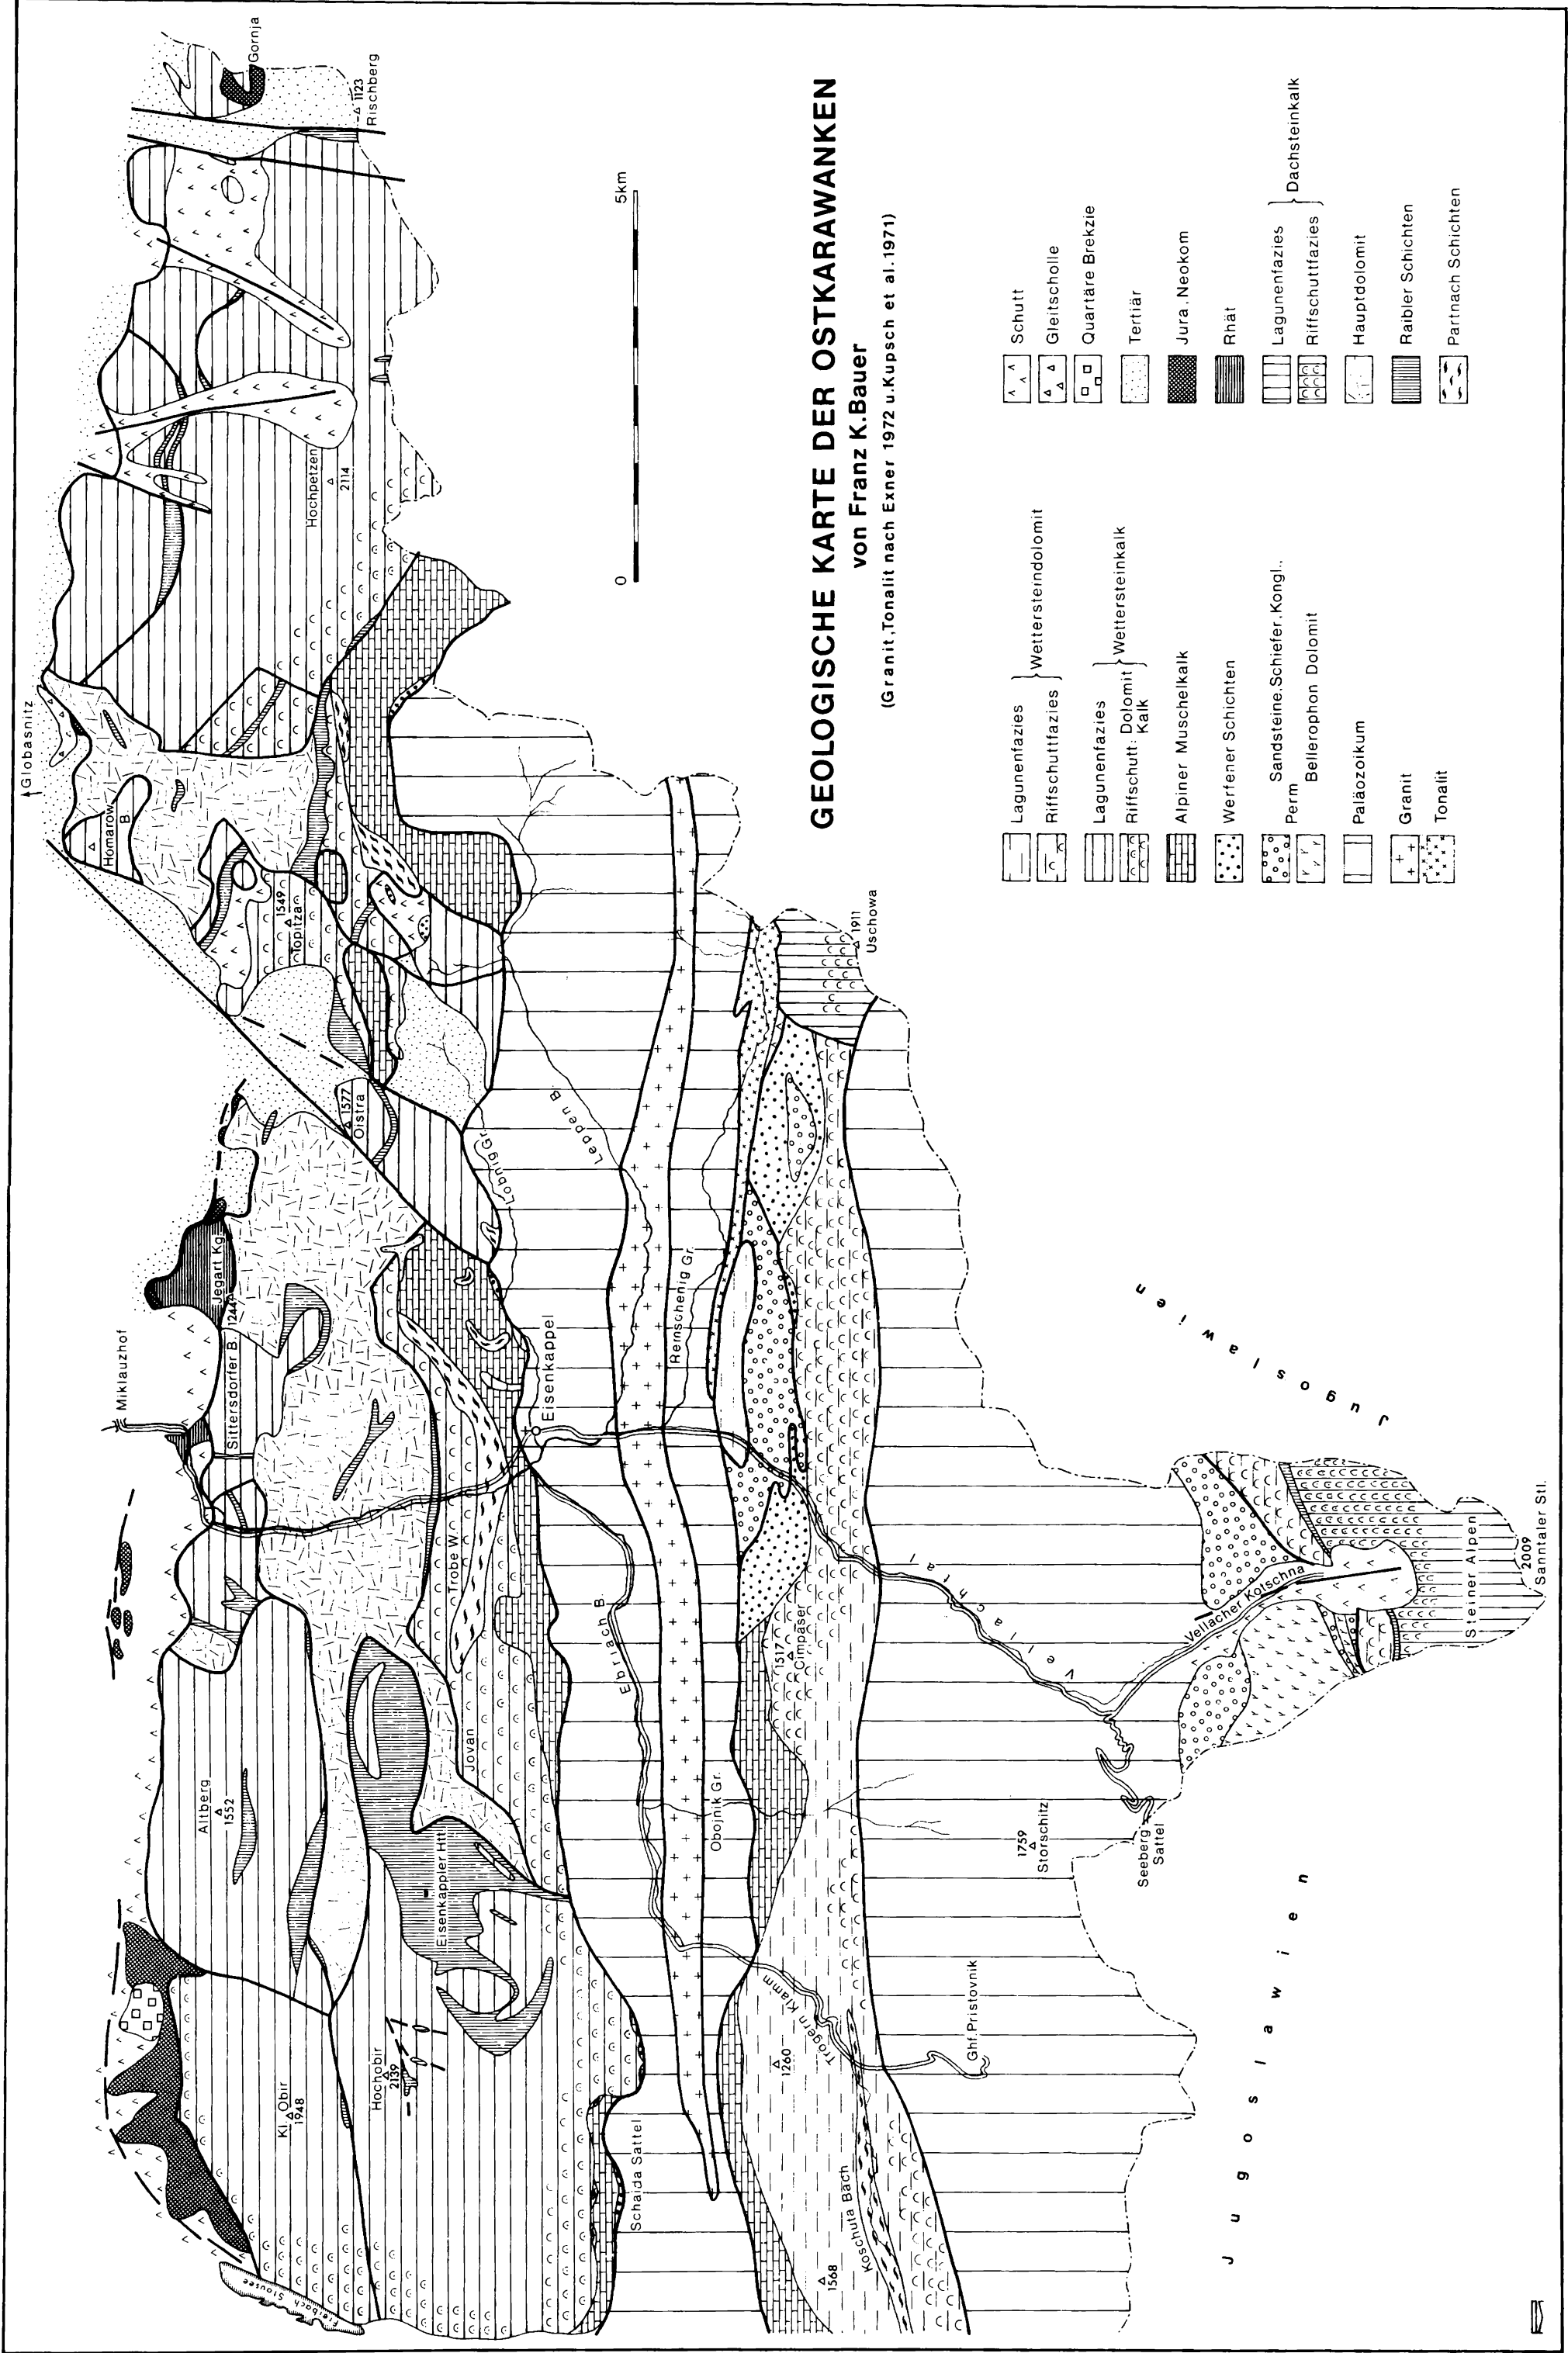 GEOLOGISCHE KARTE DER OSTKARAWANKEN
von Franz K.Bauer
(Granit,Tonalit nach Exner 1972 u.Kupsch et al.1971)
0
5km
Globasnitz
Miklauzhof
Gornja
1123
Rischberg
Hochpetzen
2114
Homarow
B.
1549
Topitza
1577
Oistra
Jegart Kg.
1244
Sittersdorfer B.
Altberg
1552
Kl. Obir
1948
Hochobir
2139
Freibach Stausee
Eisenkappler Htt.
Jovan
Trobe W.
Eisenkappel
Lobnig Gr.
Leppen B.
Remschenig Gr.
Ebriach B.
Obojnik Gr.
Schaida Sattel
1911
Uschowa
1517
Cimpaser
Trögern Klamm
1260
1568
Koschuta Bach
Ghf.Pristovnik
Vellachtal
1759
Storschitz
Seeberg
Sattel
Vellacher Kotschna
Steiner Alpen
2009
Sanntaler Stl.
Jugoslawien
Jugoslawien
Lagunenfazies
Riffschuttfazies
Wettersteindolomit
Lagunenfazies
Riffschutt: Dolomit
Kalk
Wettersteinkalk
Alpiner Muschelkalk
Werfener Schichten
Sandsteine,Schiefer,Kongl.,
Perm
Bellerophon Dolomit
Paläozoikum
Granit
Tonalit
Schutt
Gleitscholle
Quartäre Brekzie
Tertiär
Jura. Neokom
Rhät
Lagunenfazies
Riffschuttfazies
Dachsteinkalk
Hauptdolomit
Raibler Schichten
Partnach Schichten